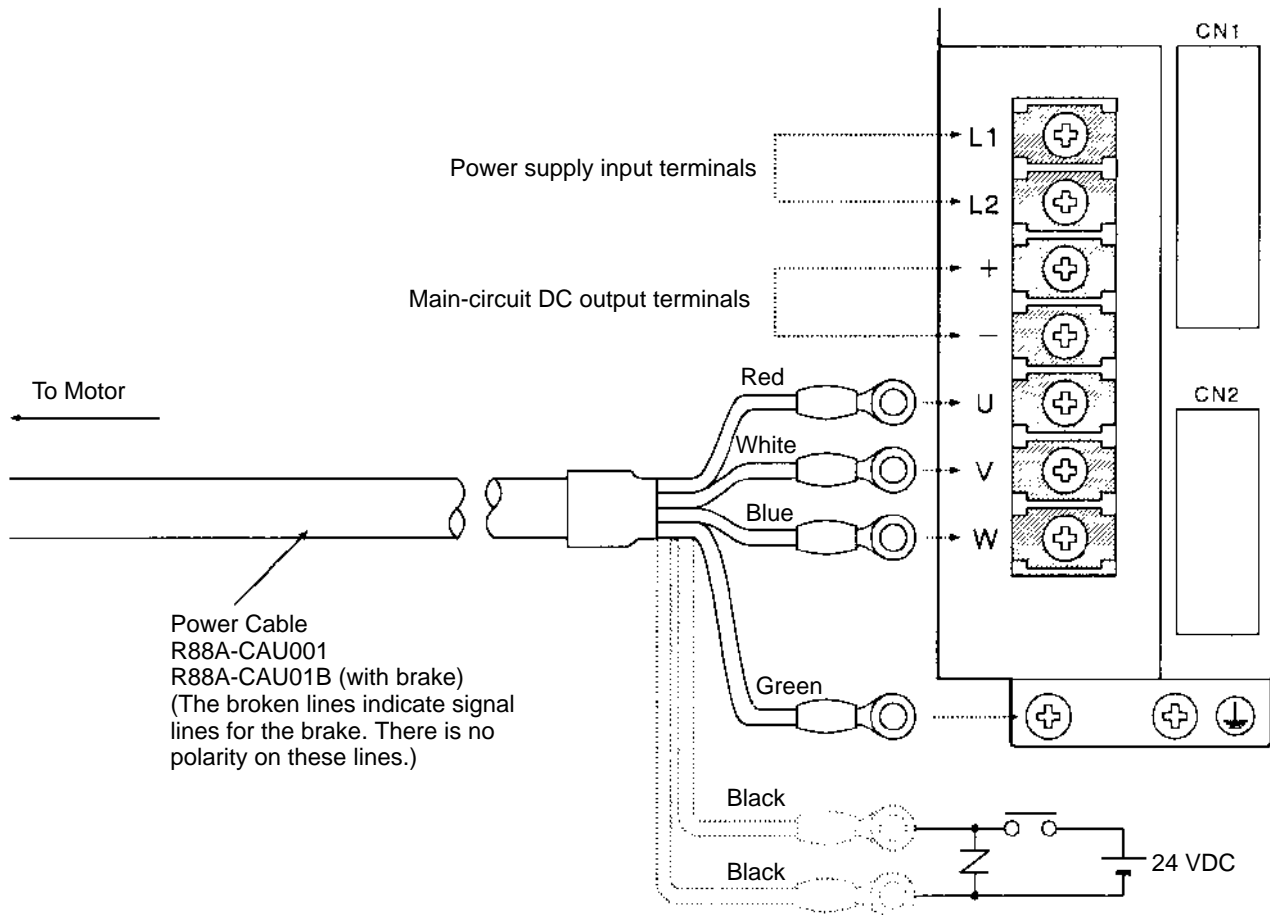 CN1
L1
Power supply input terminals
L2
+
Main-circuit DC output terminals
−
Red
To Motor
U
CN2
White
V
Blue
W
Power Cable
R88A-CAU001
R88A-CAU01B (with brake)
(The broken lines indicate signal
lines for the brake. There is no
polarity on these lines.)
Green
Black
Black
24 VDC